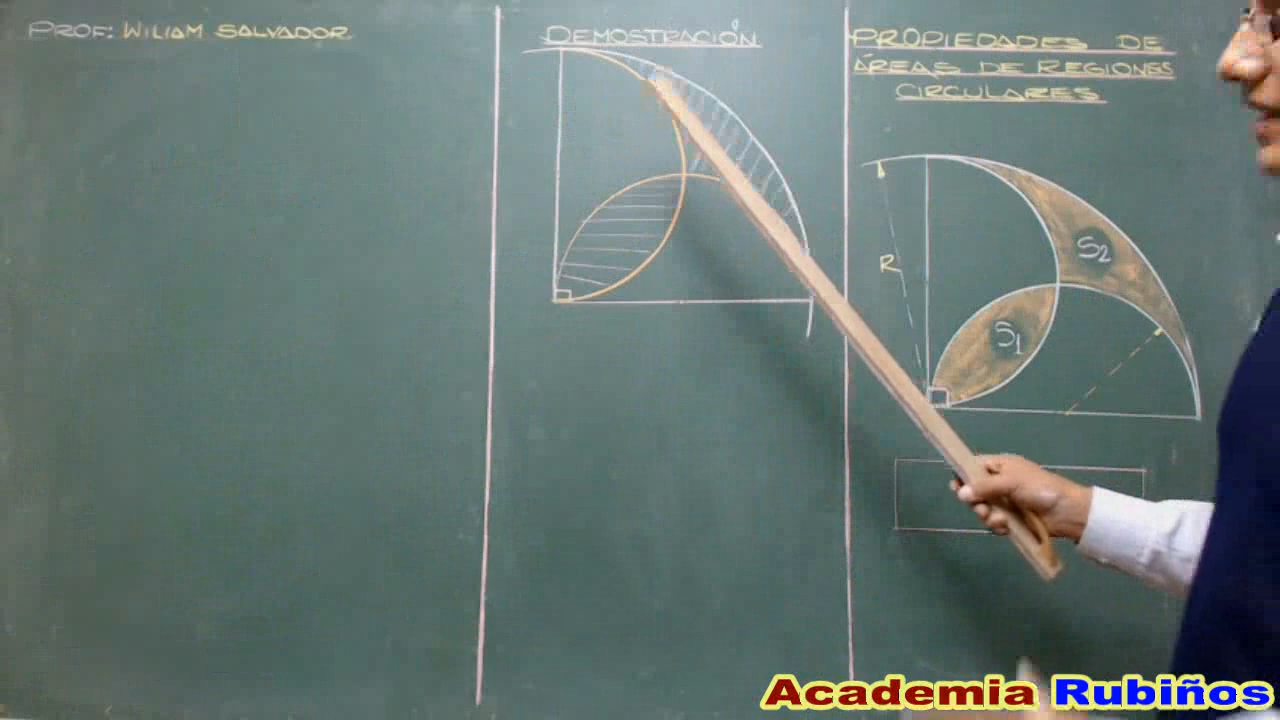 PROF: WILIAM SALVADOR
DEMOSTRACIÓN
PROPIEDADES DE
ÁREAS DE REGIONES
CIRCULARES
R
S2
S1
Academia Rubiños